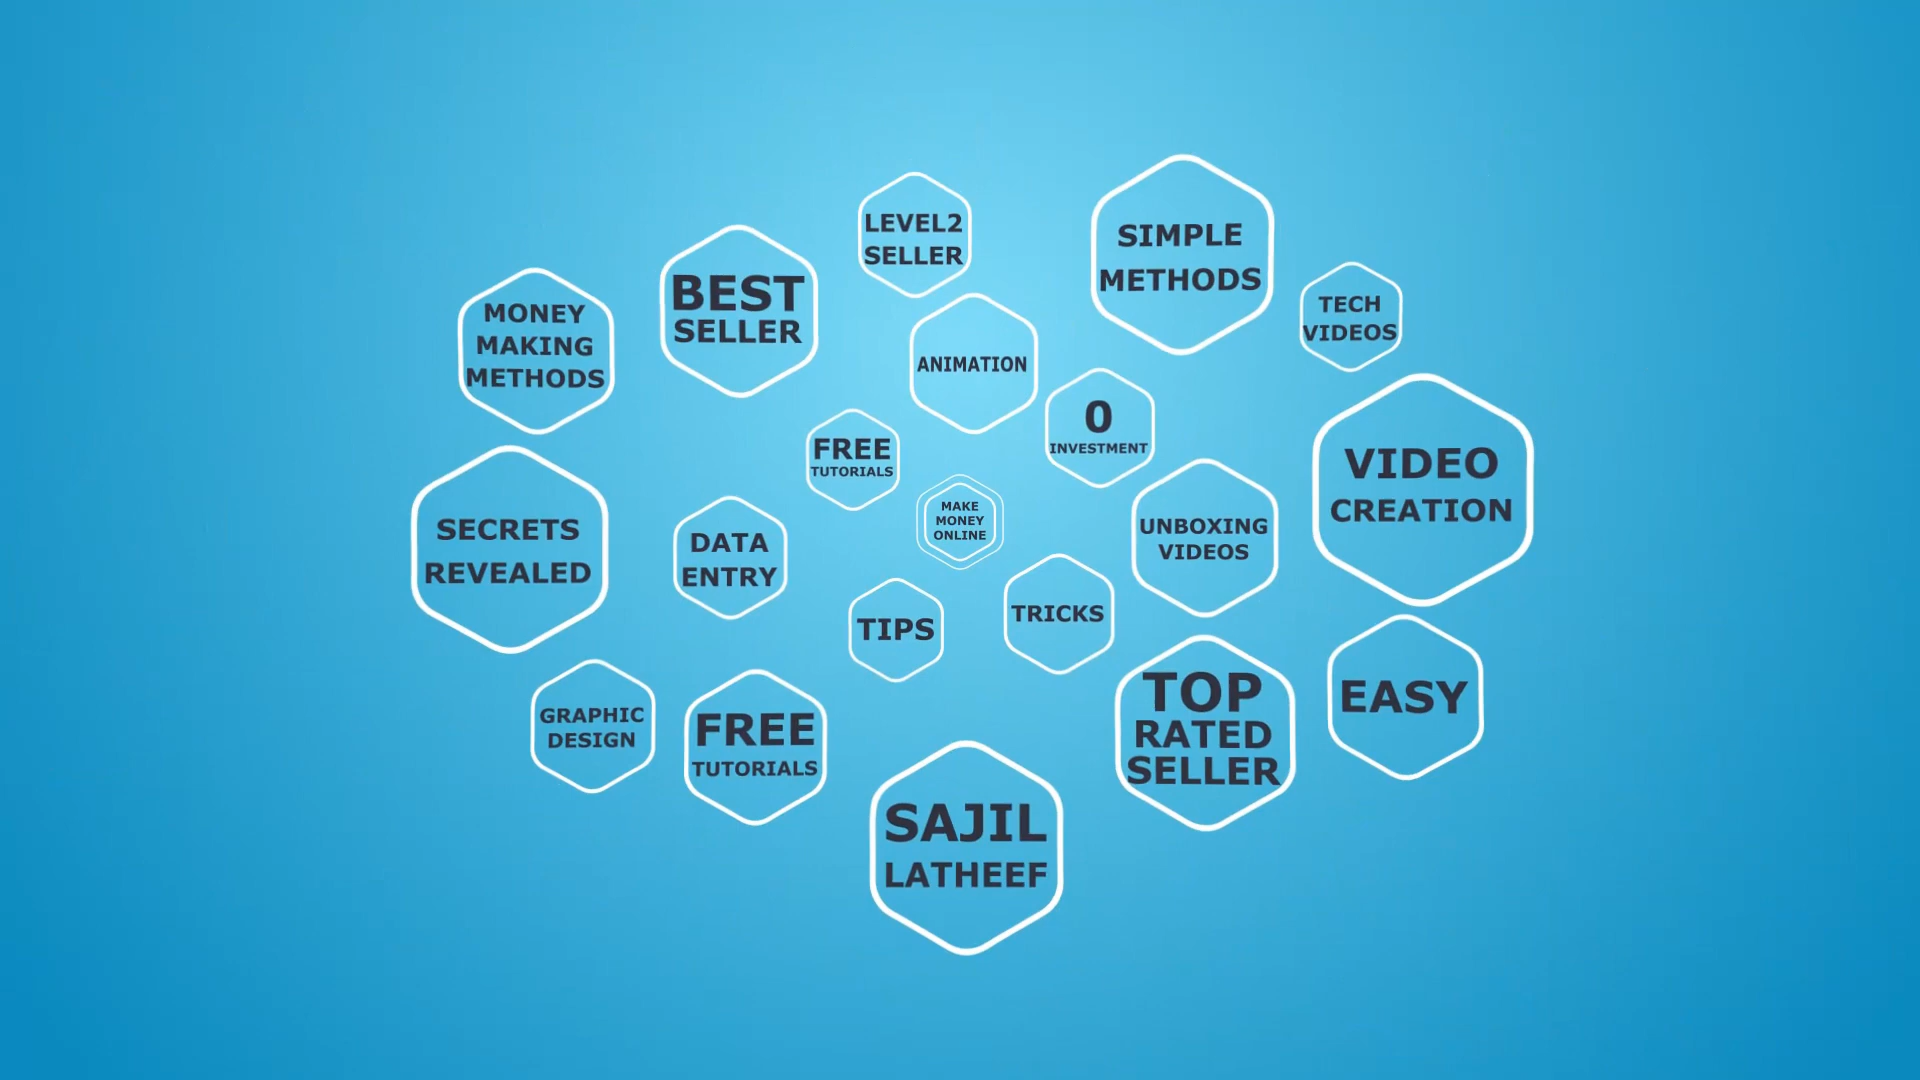 LEVEL2
SELLER
SIMPLE
METHODS
MONEY
MAKING
METHODS
BEST
SELLER
ANIMATION
TECH
VIDEOS
0
INVESTMENT
FREE
TUTORIALS
VIDEO
CREATION
SECRETS
REVEALED
DATA
ENTRY
MAKE
MONEY
ONLINE
UNBOXING
VIDEOS
TIPS
TRICKS
GRAPHIC
DESIGN
FREE
TUTORIALS
TOP
RATED
SELLER
EASY
SAJIL
LATHEEF